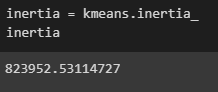 inertia = kmeans.inertia_
inertia
823952.53114727